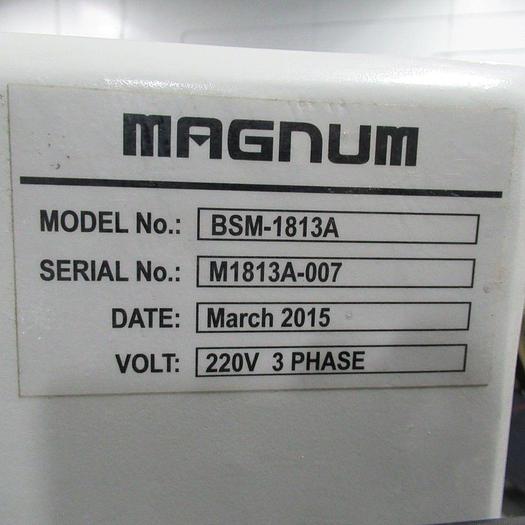 MAGNUM
MODEL No.: BSM-1813A
SERIAL No.: M1813A-007
DATE: March 2015
VOLT: 220V 3 PHASE